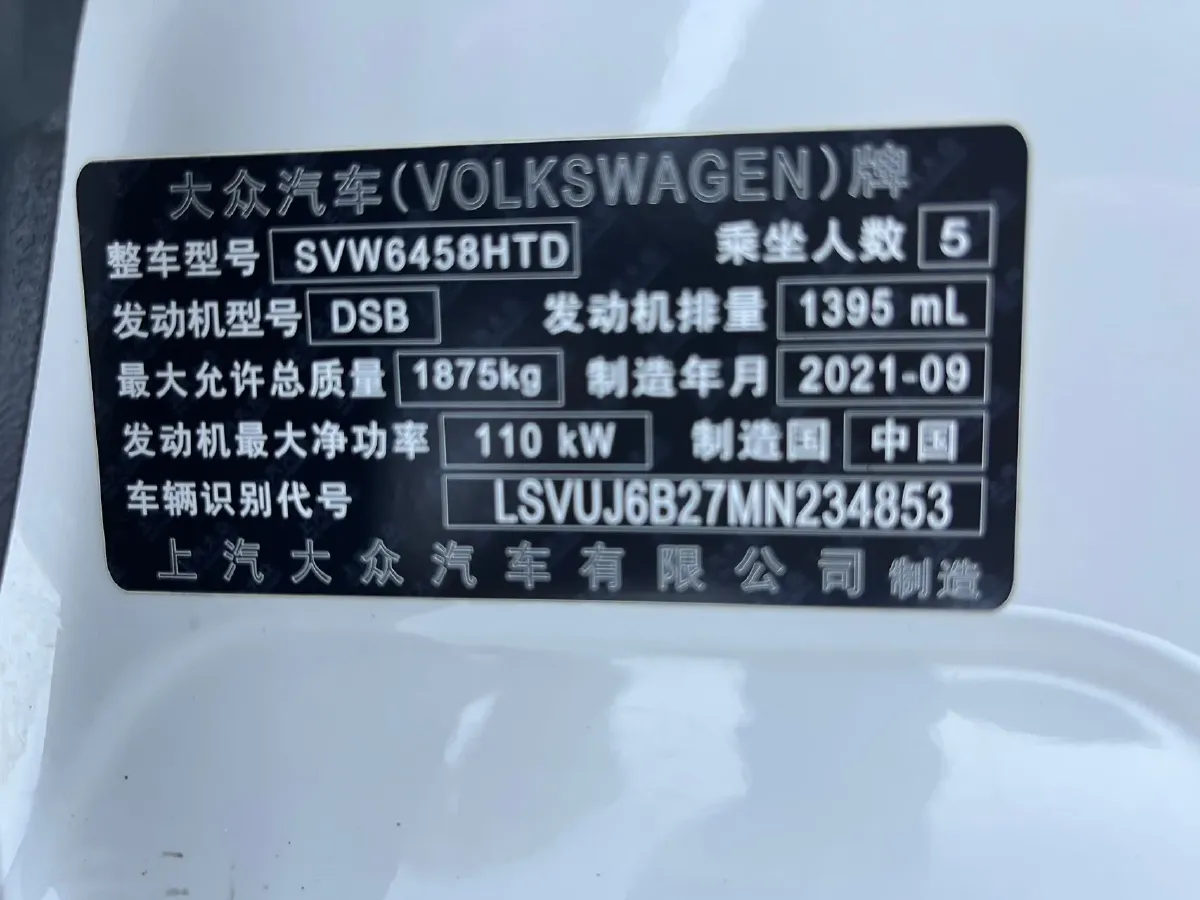 大众汽车(VOLKSWAGEN)牌
整车型号 SVW6458HTD 乘坐人数 5
发动机型号 DSB 发动机排量 1395 mL
最大允许总质量 1875kg 制造年月 2021-09
发动机最大净功率 110 kW 制造国 中国
车辆识别代号 LSVUJ6B27MN234853
上汽大众汽车有限公司 制造